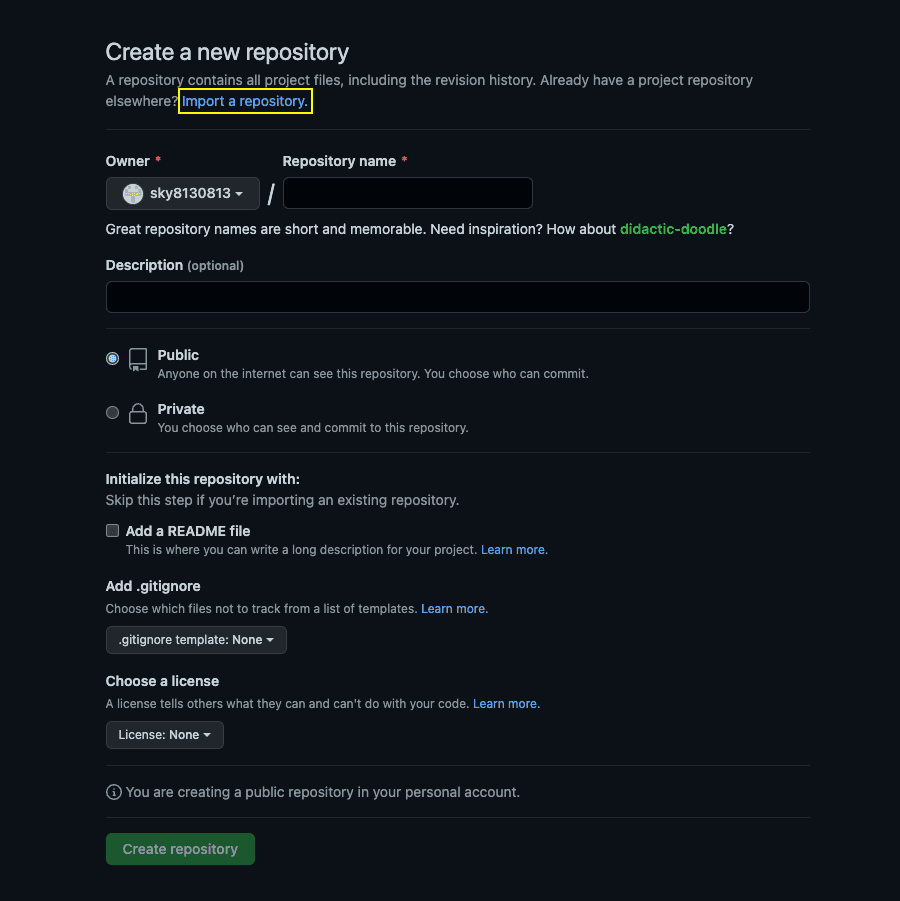 Create a new repository
A repository contains all project files, including the revision history. Already have a project repository
elsewhere? Import a repository.
Owner * Repository name *
sky8130813 /
Great repository names are short and memorable. Need inspiration? How about didactic-doodle?
Description (optional)
Public
Anyone on the internet can see this repository. You choose who can commit.
Private
You choose who can see and commit to this repository.
Initialize this repository with:
Skip this step if you’re importing an existing repository.
Add a README file
This is where you can write a long description for your project. Learn more.
Add .gitignore
Choose which files not to track from a list of templates. Learn more.
.gitignore template: None
Choose a license
A license tells others what they can and can't do with your code. Learn more.
License: None
You are creating a public repository in your personal account.
Create repository